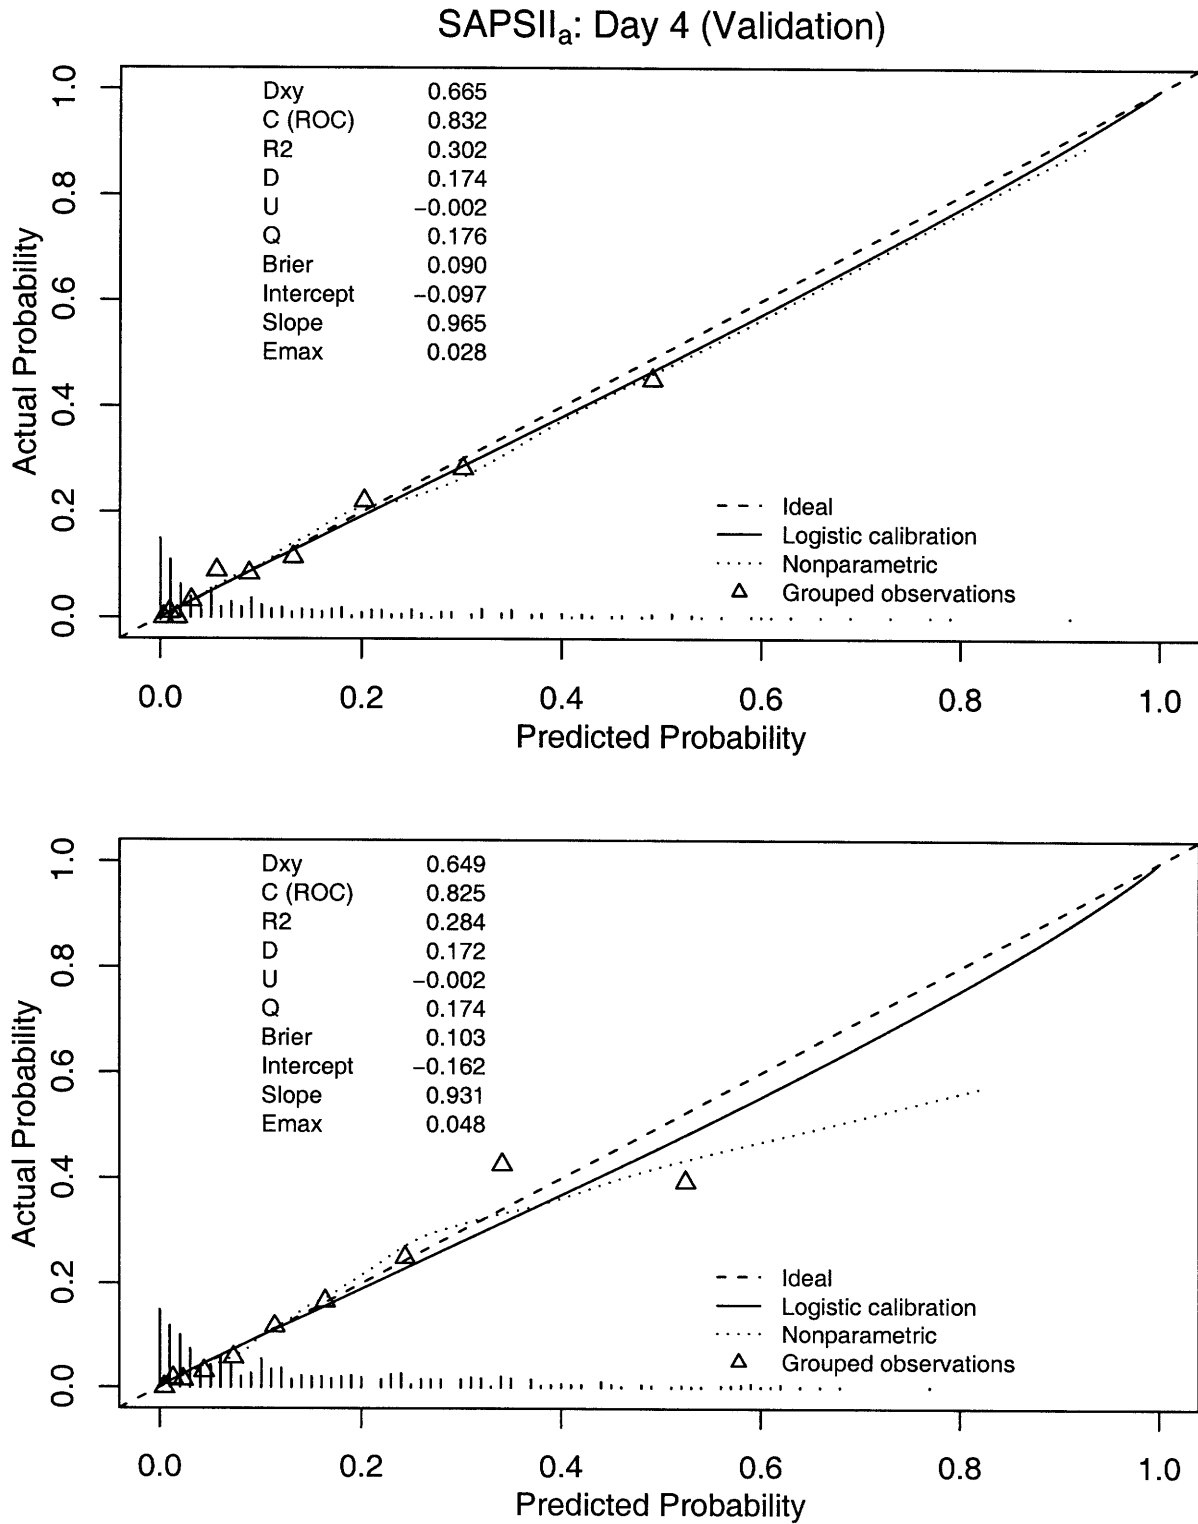 SAPSIIa: Day 4 (Validation)
Dxy 0.665
C (ROC) 0.832
R2 0.302
D 0.174
U −0.002
Q 0.176
Brier 0.090
Intercept −0.097
Slope 0.965
Emax 0.028
Actual Probability
1.0
0.8
0.6
0.4
0.2
0.0
Ideal
Logistic calibration
Nonparametric
Grouped observations
0.0 0.2 0.4 0.6 0.8 1.0
Predicted Probability
Dxy 0.649
C (ROC) 0.825
R2 0.284
D 0.172
U −0.002
Q 0.174
Brier 0.103
Intercept −0.162
Slope 0.931
Emax 0.048
Actual Probability
1.0
0.8
0.6
0.4
0.2
0.0
Ideal
Logistic calibration
Nonparametric
Grouped observations
0.0 0.2 0.4 0.6 0.8 1.0
Predicted Probability